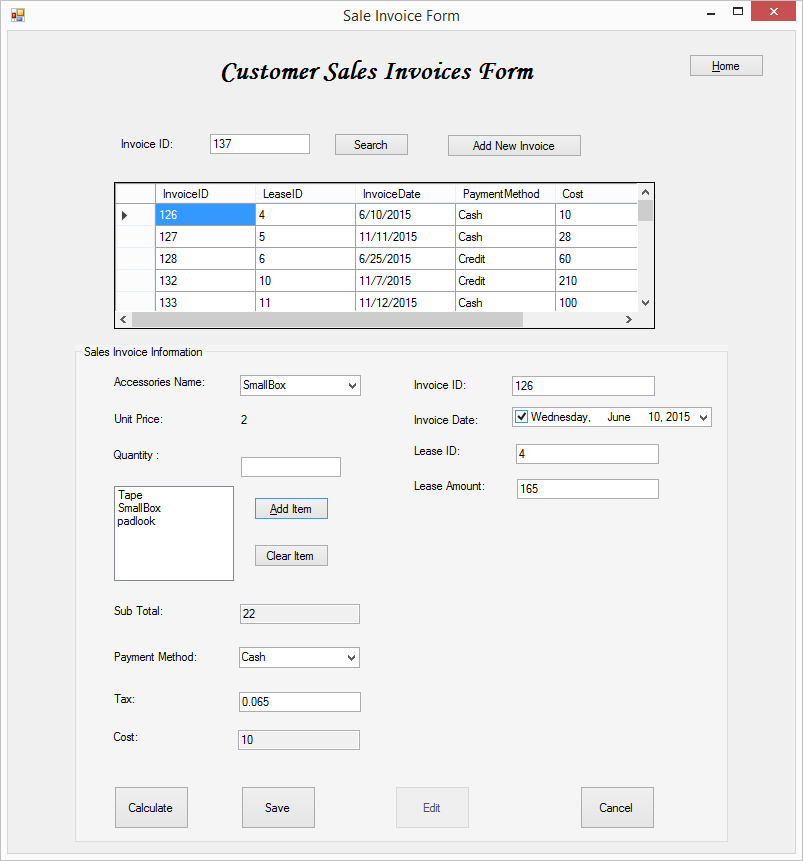 Sale Invoice Form
Customer Sales Invoices Form
Home
Invoice ID: 137 Search Add New Invoice
InvoiceID LeaseID InvoiceDate PaymentMethod Cost
126 4 6/10/2015 Cash 10
127 5 11/11/2015 Cash 28
128 6 6/25/2015 Credit 60
132 10 11/7/2015 Credit 210
133 11 11/12/2015 Cash 100
Sales Invoice Information
Accessories Name: SmallBox
Unit Price: 2
Quantity :
Tape
SmallBox
padlook
Add Item
Clear Item
Sub Total: 22
Payment Method: Cash
Tax: 0.065
Cost: 10
Invoice ID: 126
Invoice Date: Wednesday, June 10, 2015
Lease ID: 4
Lease Amount: 165
Calculate Save Edit Cancel